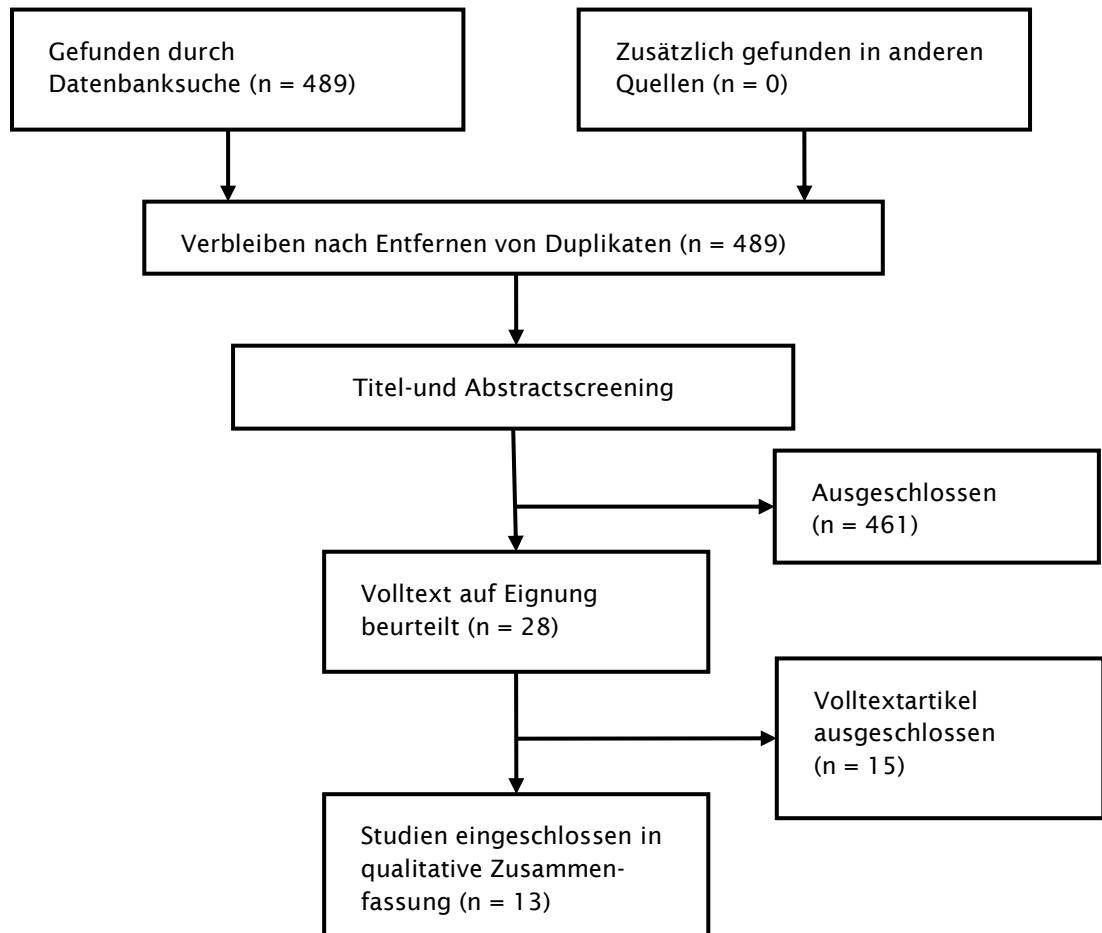 Gefunden durch
Datenbanksuche (n = 489)
Zusätzlich gefunden in anderen
Quellen (n = 0)
Verbleiben nach Entfernen von Duplikaten (n = 489)
Titel-und Abstractscreening
Ausgeschlossen
(n = 461)
Volltext auf Eignung
beurteilt (n = 28)
Volltextartikel
ausgeschlossen
(n = 15)
Studien eingeschlossen in
qualitative Zusammen-
fassung (n = 13)